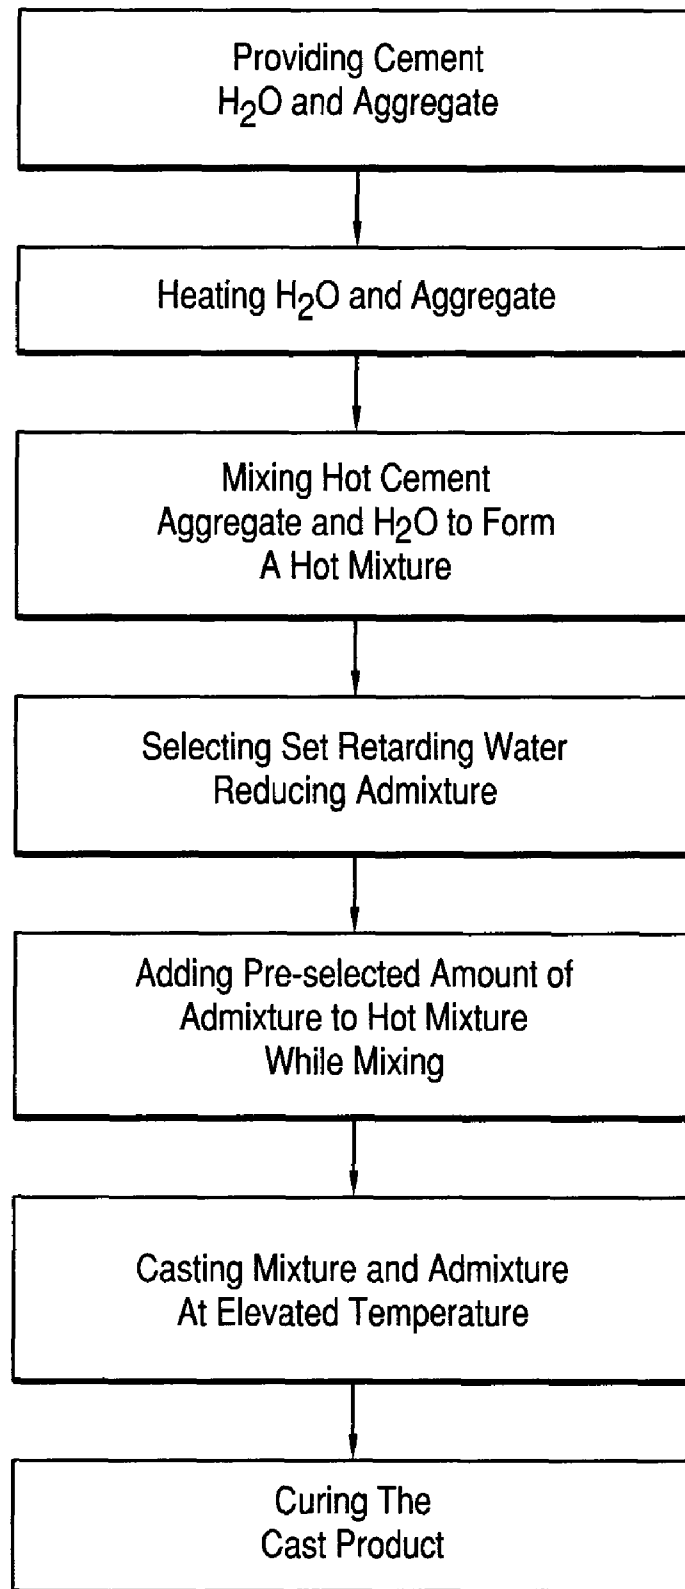 Providing Cement
H₂O and Aggregate
Heating H₂O and Aggregate
Mixing Hot Cement
Aggregate and H₂O to Form
A Hot Mixture
Selecting Set Retarding Water
Reducing Admixture
Adding Pre-selected Amount of
Admixture to Hot Mixture
While Mixing
Casting Mixture and Admixture
At Elevated Temperature
Curing The
Cast Product